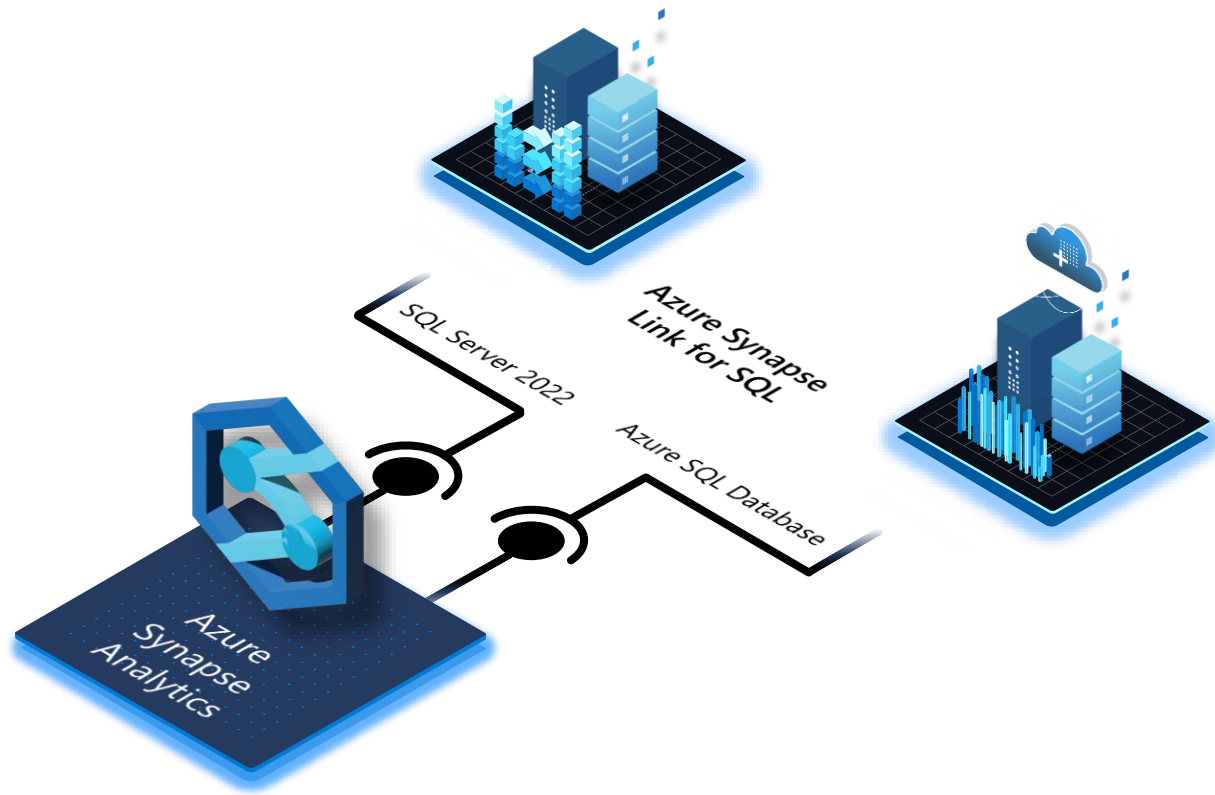 Azure Synapse
Link for SQL
SQL Server 2022
Azure SQL Database
Azure
Synapse
Analytics